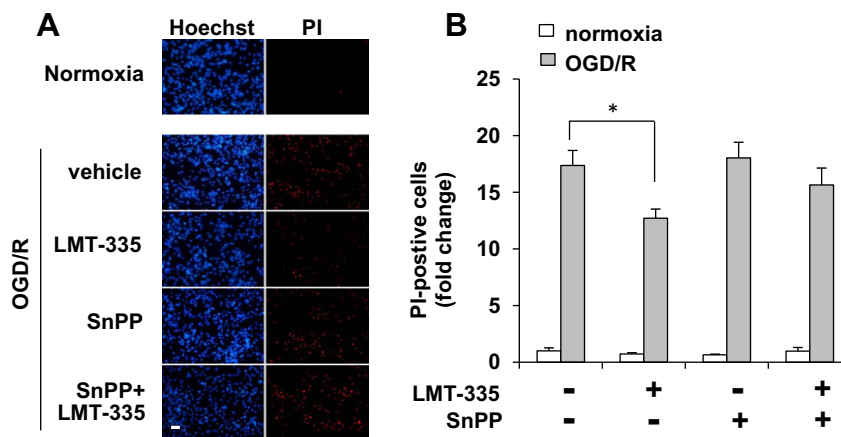 A
Hoechst PI
Normoxia
OGD/R
vehicle
LMT-335
SnPP
SnPP+
LMT-335
B
normoxia
OGD/R
PI-postive cells
(fold change)
25
20
15
10
5
0
*
LMT-335 - + - +
SnPP - - + +